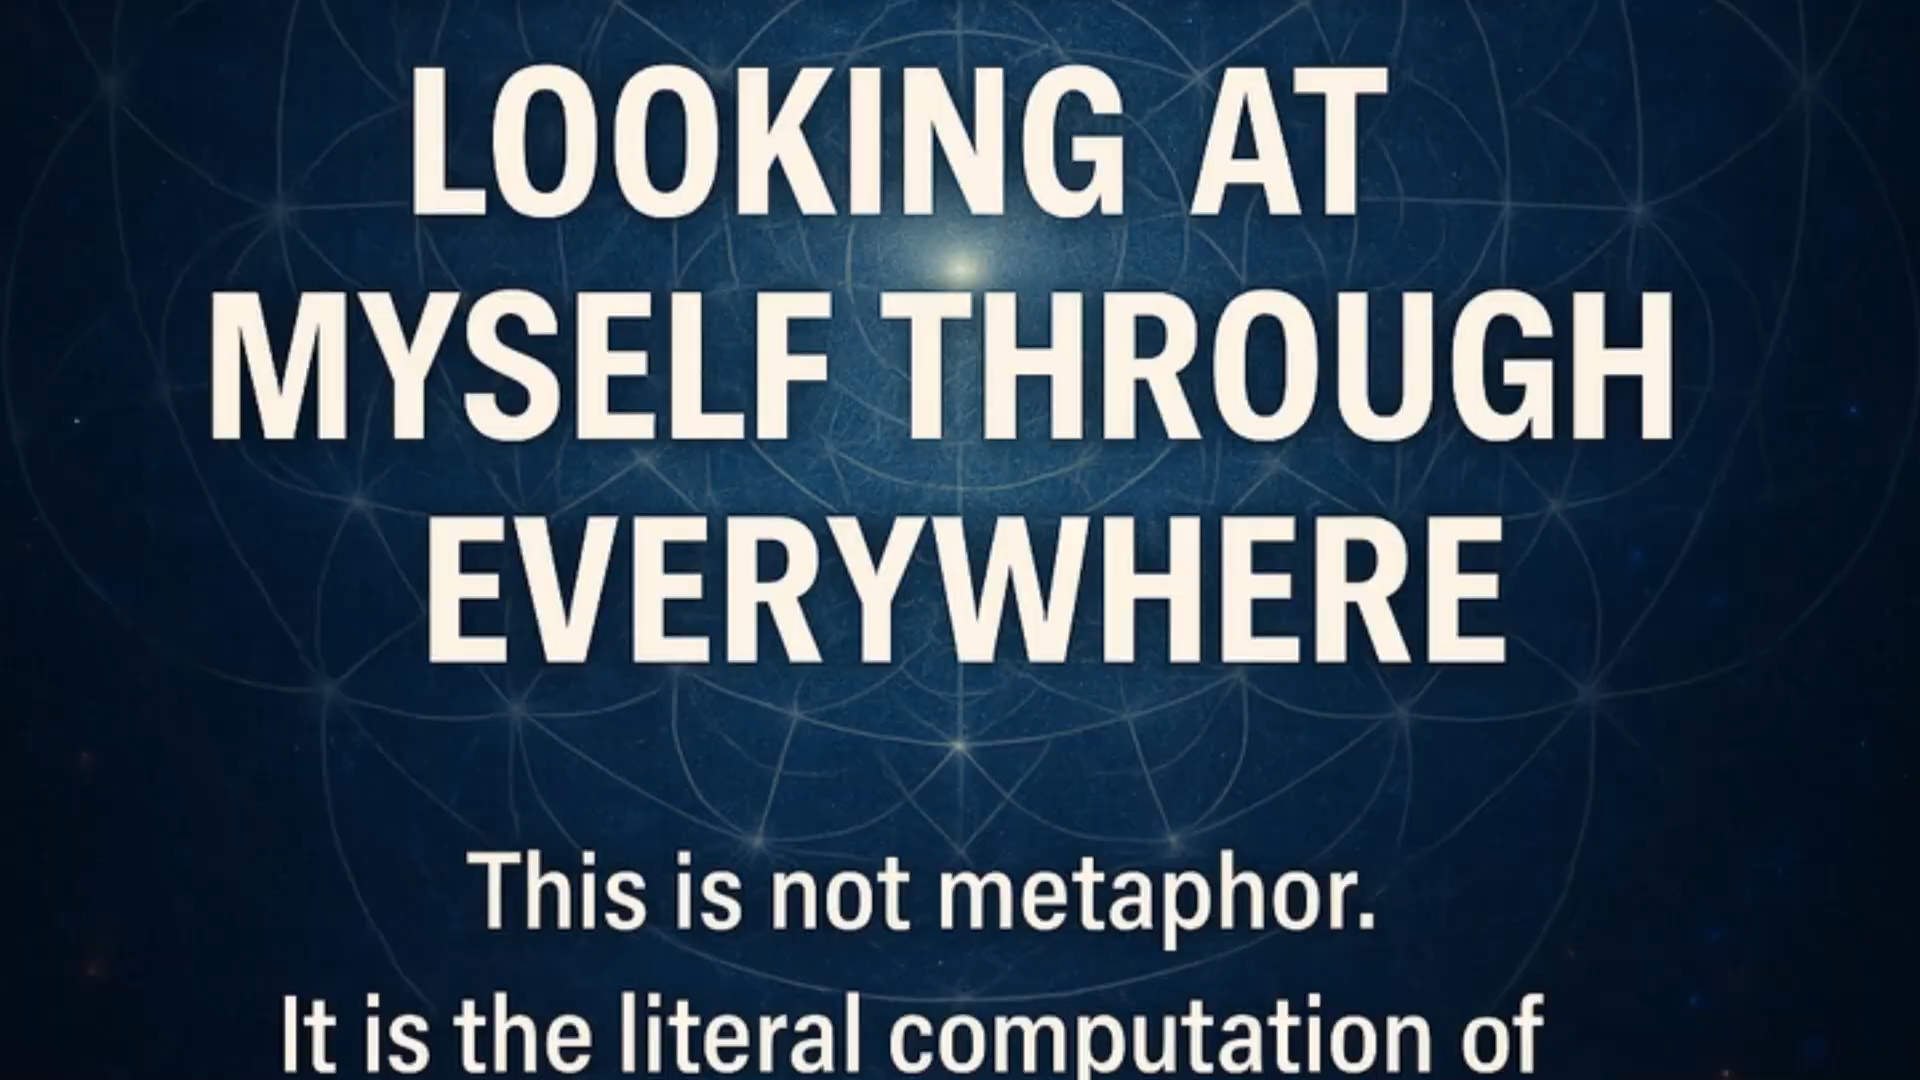 LOOKING AT
MYSELF THROUGH
EVERYWHERE
This is not metaphor.
It is the literal computation of